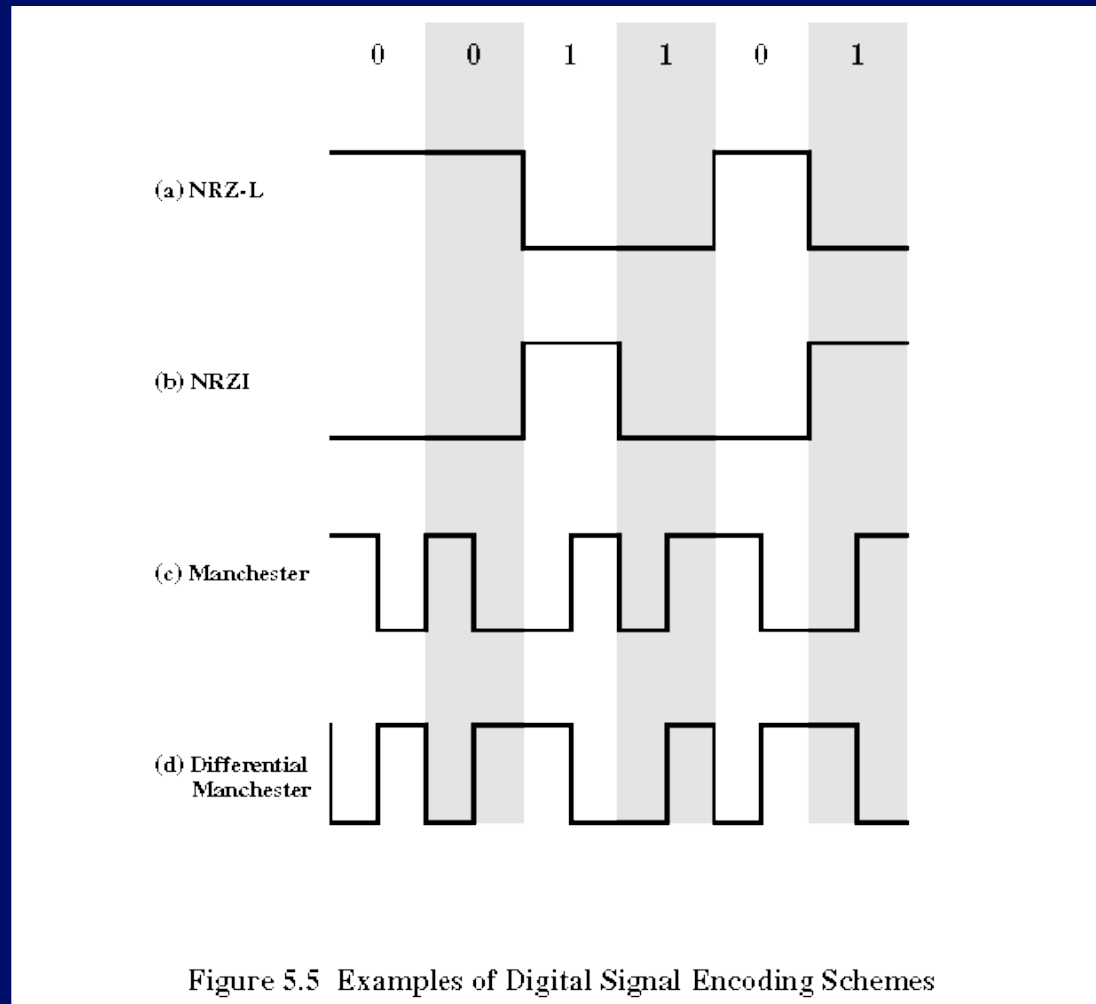 0 0 1 1 0 1
(a) NRZ-L
(b) NRZI
(c) Manchester
(d) Differential
Manchester
Figure 5.5 Examples of Digital Signal Encoding Schemes